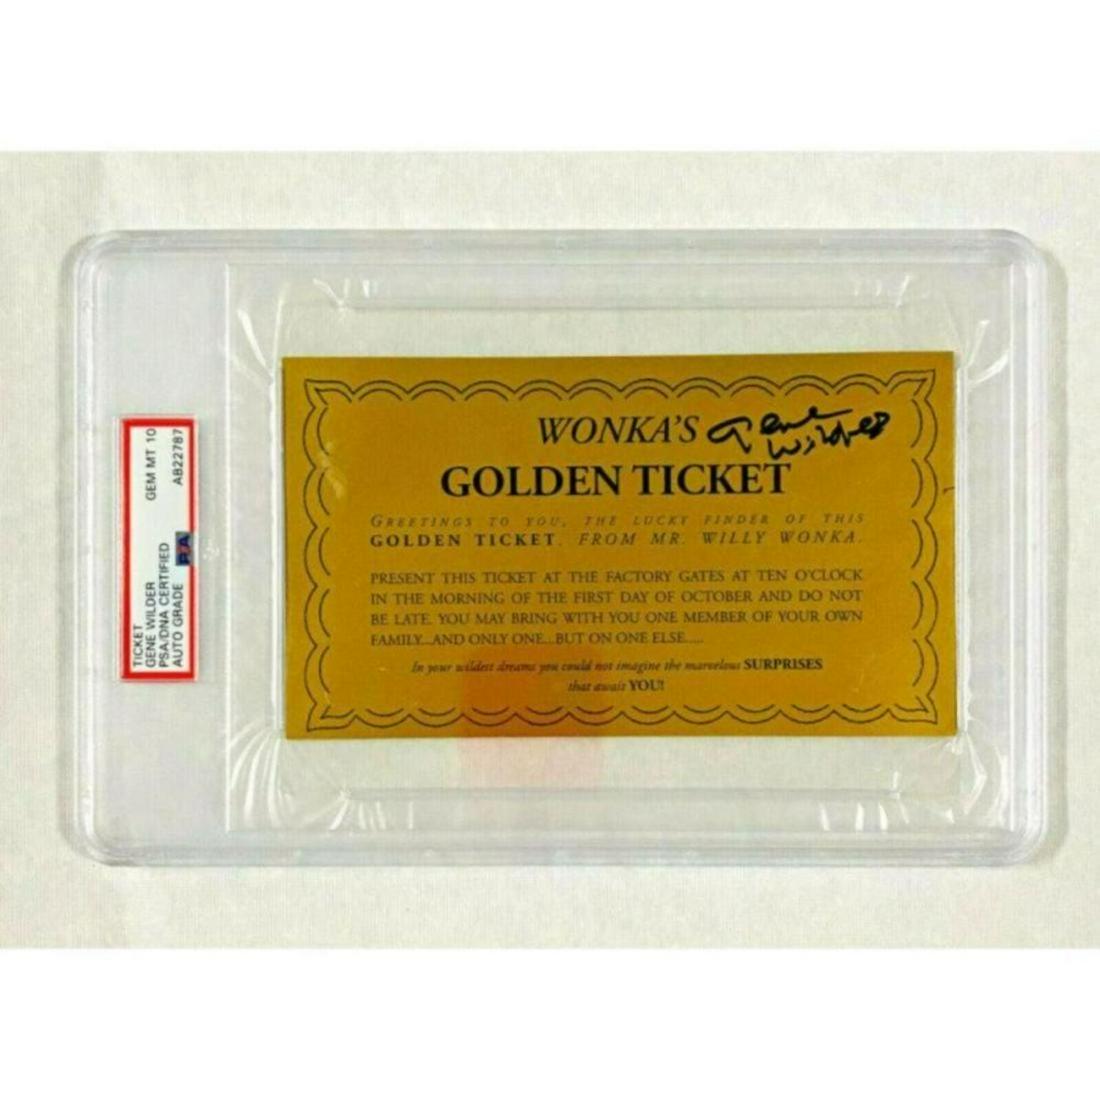 TICKET GEM MT 10
GENE WILDER
PSA/DNA CERTIFIED AB22787
AUTO GRADE PSA
WONKA'S Gene
Wilder
GOLDEN TICKET
GREETINGS TO YOU, THE LUCKY FINDER OF THIS
GOLDEN TICKET, FROM MR. WILLY WONKA.
PRESENT THIS TICKET AT THE FACTORY GATES AT TEN O'CLOCK
IN THE MORNING OF THE FIRST DAY OF OCTOBER AND DO NOT
BE LATE. YOU MAY BRING WITH YOU ONE MEMBER OF YOUR OWN
FAMILY...AND ONLY ONE...BUT ON ONE ELSE.....
In your wildest dreams you could not imagine the marvelous SURPRISES
that await YOU!